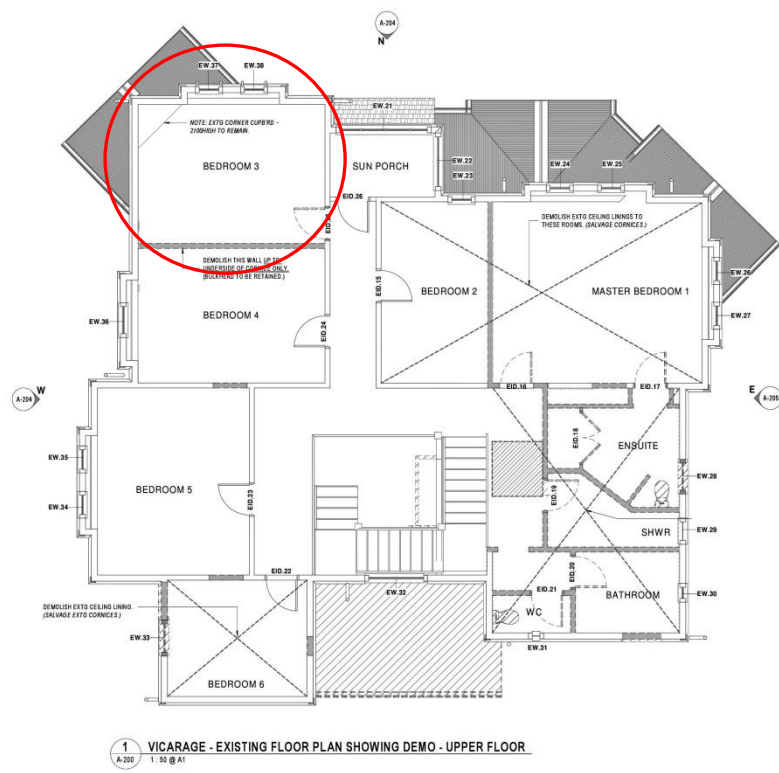 A-204
N
EW.37
EW.38
EW.21
NOTE: EXTG CORNER CUPB'RD -
2100HIGH TO REMAIN.
BEDROOM 3
SUN PORCH
EW.22
EW.23
EW.24
EW.25
EID.26
DEMOLISH EXTG CEILING LININGS TO
THESE ROOMS. (SALVAGE CORNICES.)
DEMOLISH THIS WALL UP TO
UNDERSIDE OF CORNICE ONLY.
(BULKHEAD TO BE RETAINED.)
EW.26
EID.15
BEDROOM 2
MASTER BEDROOM 1
EW.27
EW.36
BEDROOM 4
EID.24
W
A-204
EID.16
EID.17
E
A-205
EID.18
ENSUITE
EW.35
EW.28
BEDROOM 5
EID.23
EID.19
EW.34
SHWR
EW.29
EID.22
EID.20
EW.32
EID.21
BATHROOM
EW.30
DEMOLISH EXTG CEILING LINING.
(SALVAGE EXTG CORNICES.)
WC
EW.33
EW.31
BEDROOM 6
1
A-200
VICARAGE - EXISTING FLOOR PLAN SHOWING DEMO - UPPER FLOOR
1 : 50 @ A1